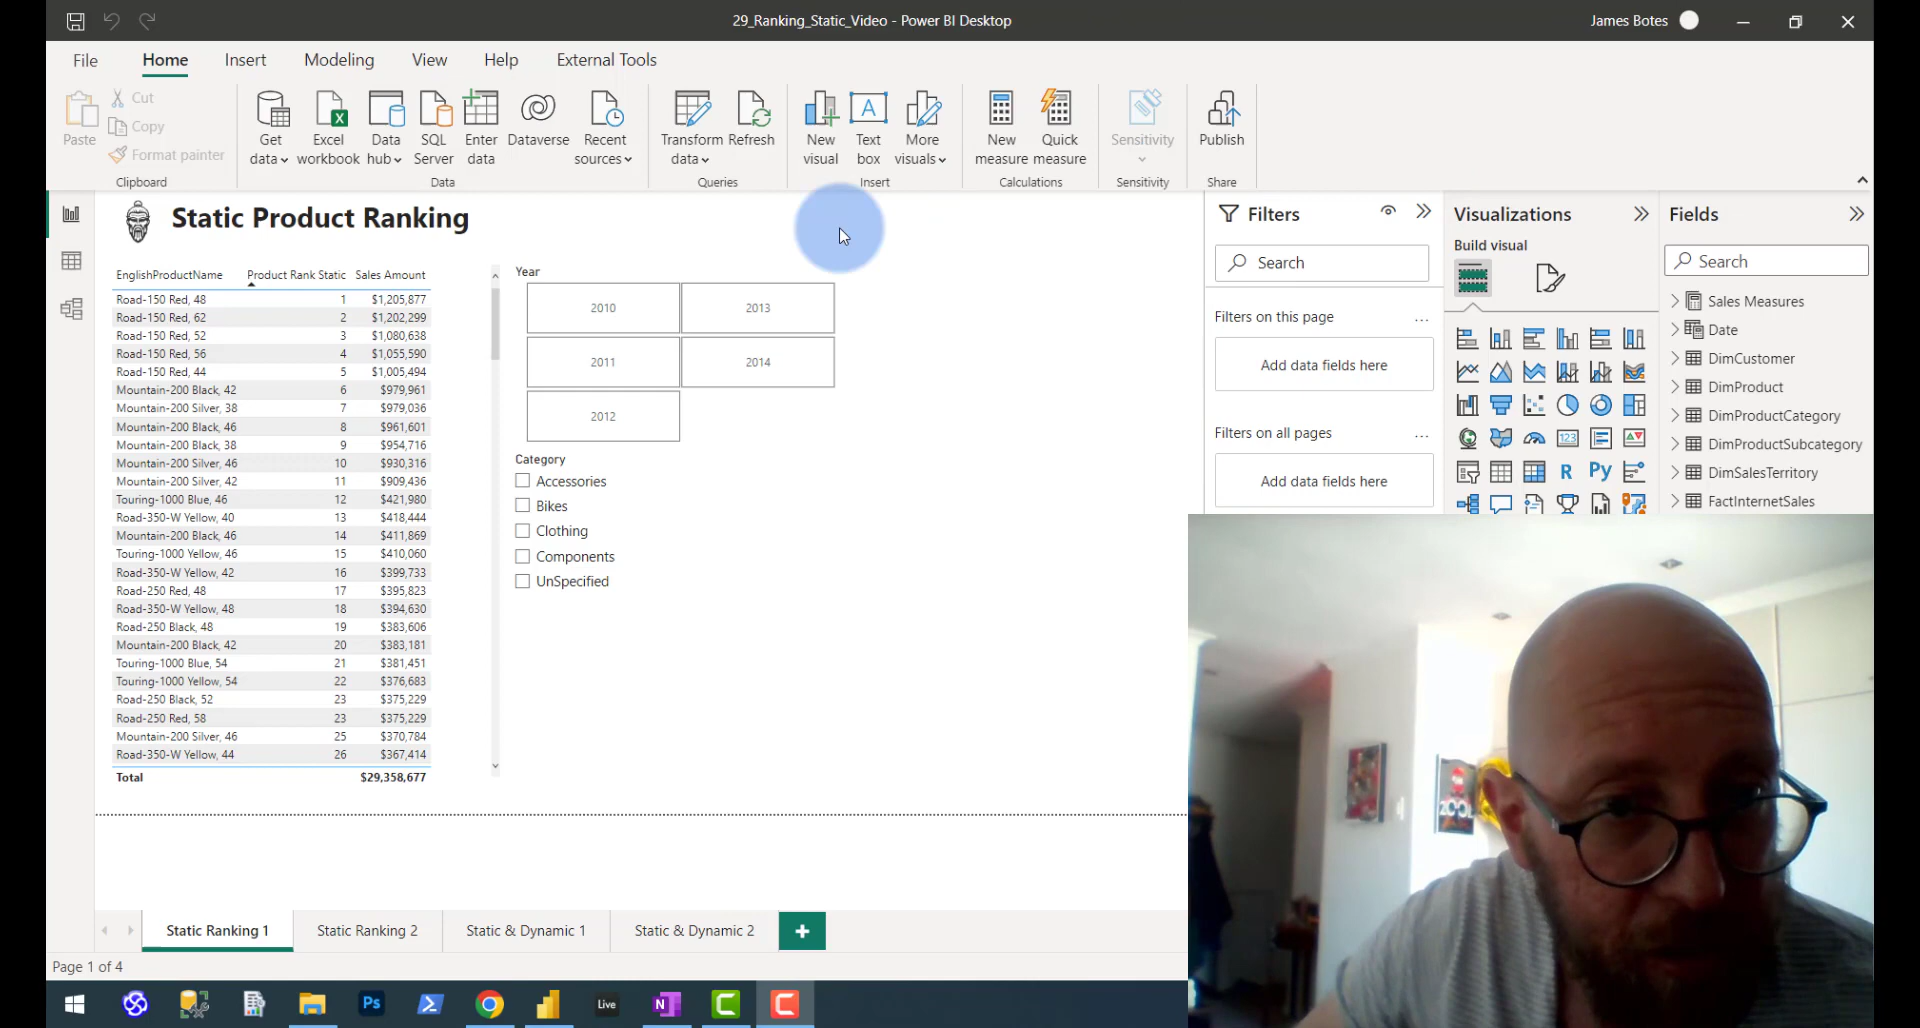 29_Ranking_Static_Video - Power BI Desktop
James Botes
File Home Insert Modeling View Help External Tools
Paste
Cut
Copy
Format painter
Clipboard
Get data
Excel workbook
Data hub
SQL Server
Enter data
Dataverse
Recent sources
Data
Transform data
Refresh
Queries
New visual
A
Text box
More visuals
Insert
New measure
Quick measure
Calculations
Sensitivity
Sensitivity
Publish
Share
Static Product Ranking
EnglishProductName Product Rank Static Sales Amount
Road-150 Red, 48 1 $1,205,877
Road-150 Red, 62 2 $1,202,299
Road-150 Red, 52 3 $1,080,638
Road-150 Red, 56 4 $1,055,590
Road-150 Red, 44 5 $1,005,494
Mountain-200 Black, 42 6 $979,961
Mountain-200 Silver, 38 7 $979,036
Mountain-200 Black, 46 8 $961,601
Mountain-200 Black, 38 9 $954,716
Mountain-200 Silver, 46 10 $930,316
Mountain-200 Silver, 42 11 $909,436
Touring-1000 Blue, 46 12 $421,980
Road-350-W Yellow, 40 13 $418,444
Mountain-200 Black, 46 14 $411,869
Touring-1000 Yellow, 46 15 $410,060
Road-350-W Yellow, 42 16 $399,733
Road-250 Red, 48 17 $395,823
Road-350-W Yellow, 48 18 $394,630
Road-250 Black, 48 19 $383,606
Mountain-200 Black, 42 20 $383,181
Touring-1000 Blue, 54 21 $381,451
Touring-1000 Yellow, 54 22 $376,683
Road-250 Black, 52 23 $375,229
Road-250 Red, 58 23 $375,229
Mountain-200 Silver, 46 25 $370,784
Road-350-W Yellow, 44 26 $367,414
Total $29,358,677
Year
2010 2013
2011 2014
2012
Category
Accessories
Bikes
Clothing
Components
UnSpecified
Filters
Search
Filters on this page ...
Add data fields here
Filters on all pages ...
Add data fields here
Visualizations
Build visual
123
R Py
Fields
Search
Sales Measures
Date
DimCustomer
DimProduct
DimProductCategory
DimProductSubcategory
DimSalesTerritory
FactInternetSales
Static Ranking 1 Static Ranking 2 Static & Dynamic 1 Static & Dynamic 2 +
Page 1 of 4
Ps Live N C C